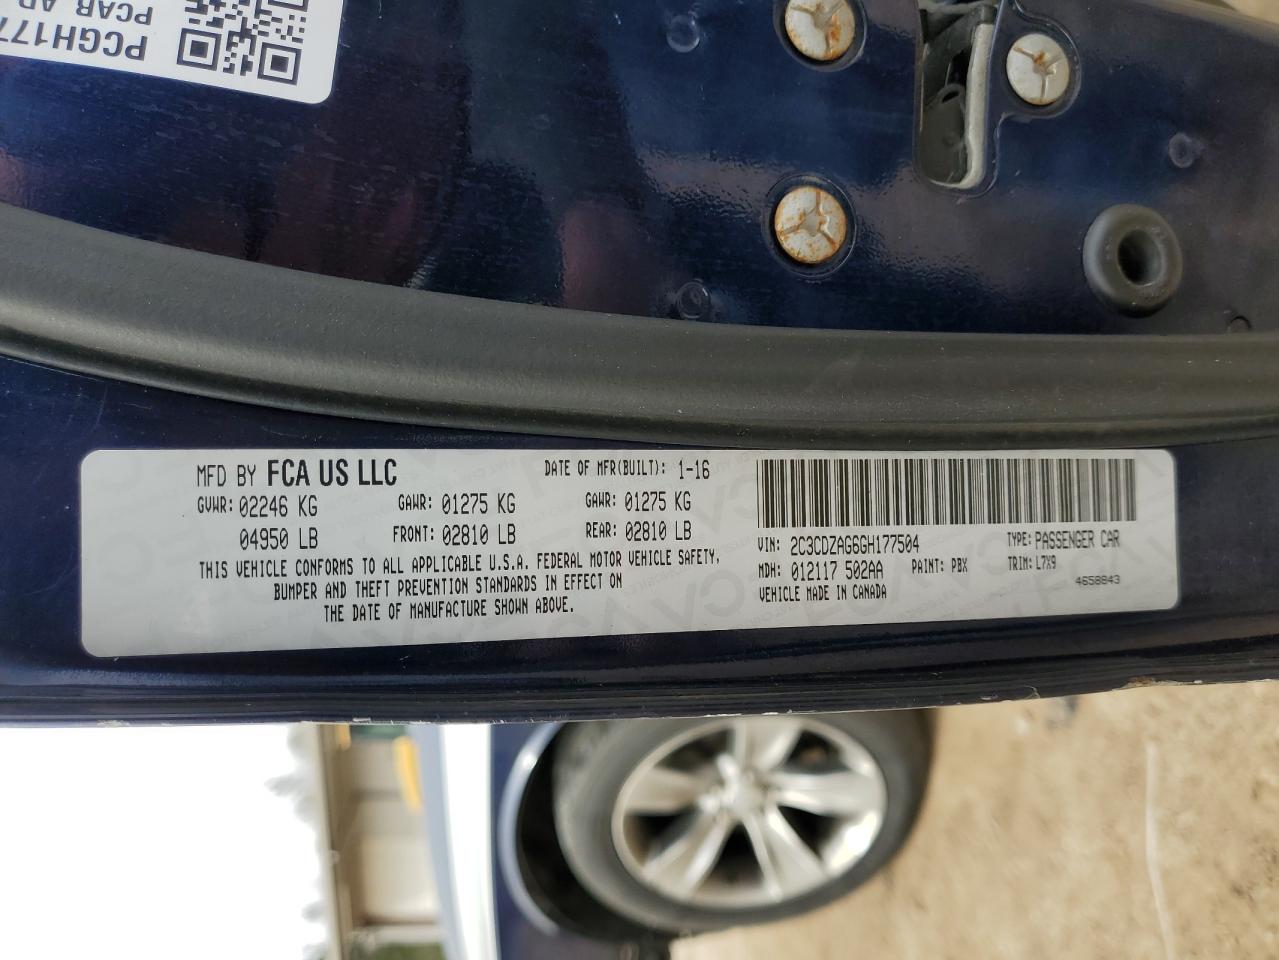 PCGH177
PCAB AB
MFD BY FCA US LLC
DATE OF MFR(BUILT): 1-16
GVWR: 02246 KG
GAWR: 01275 KG
GAWR: 01275 KG
04950 LB
FRONT: 02810 LB
REAR: 02810 LB
THIS VEHICLE CONFORMS TO ALL APPLICABLE U.S.A. FEDERAL MOTOR VEHICLE SAFETY,
BUMPER AND THEFT PREVENTION STANDARDS IN EFFECT ON
THE DATE OF MANUFACTURE SHOWN ABOVE.
VIN: 2C3CDZAG6GH177504
TYPE: PASSENGER CAR
MDH: 012117 502AA
PAINT: PBX
TRIM: L7X9
VEHICLE MADE IN CANADA
4658843